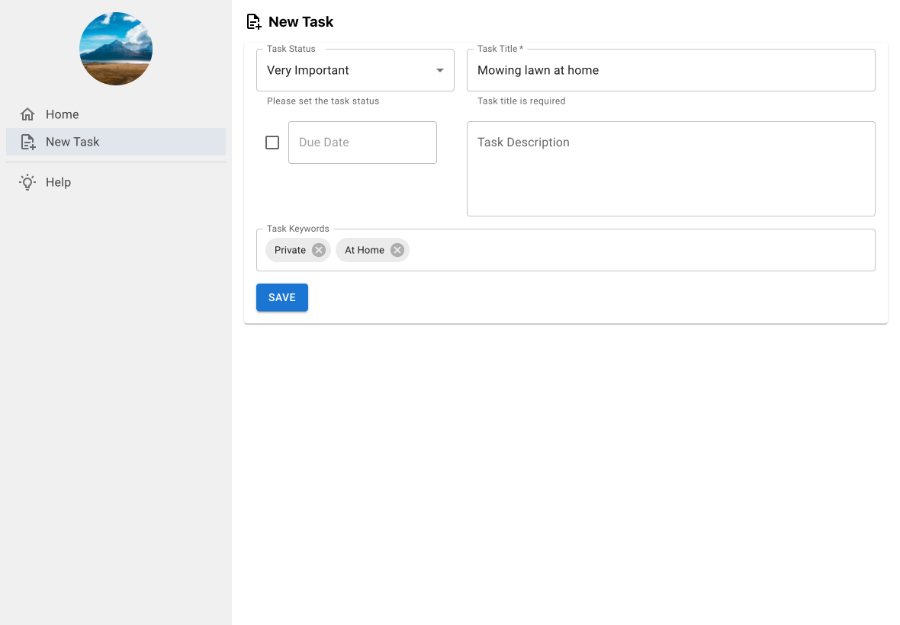 Home
New Task
Help
New Task
Task Status
Very Important
Please set the task status
Task Title *
Mowing lawn at home
Task title is required
Due Date
Task Description
Task Keywords
Private
At Home
SAVE